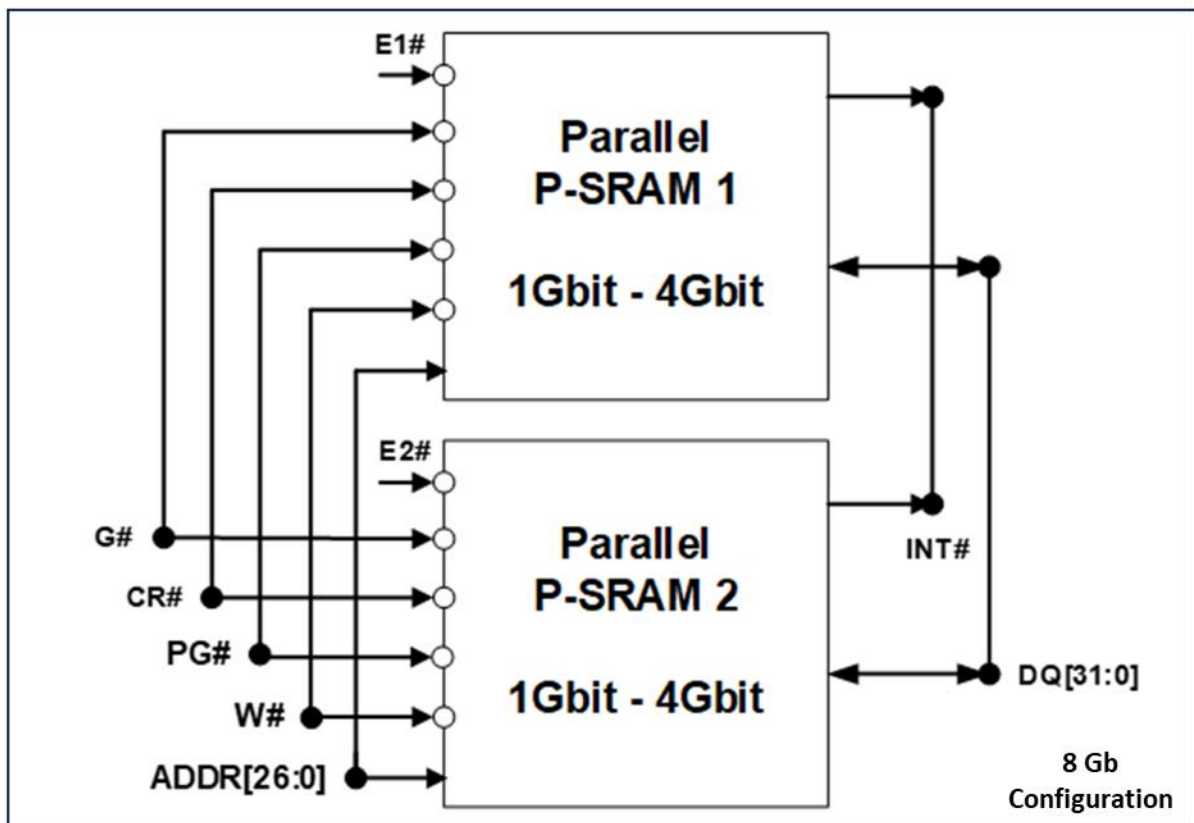 E1#
Parallel
P-SRAM 1
1Gbit - 4Gbit
E2#
Parallel
P-SRAM 2
1Gbit - 4Gbit
G#
CR#
PG#
W#
ADDR[26:0]
INT#
DQ[31:0]
8 Gb
Configuration